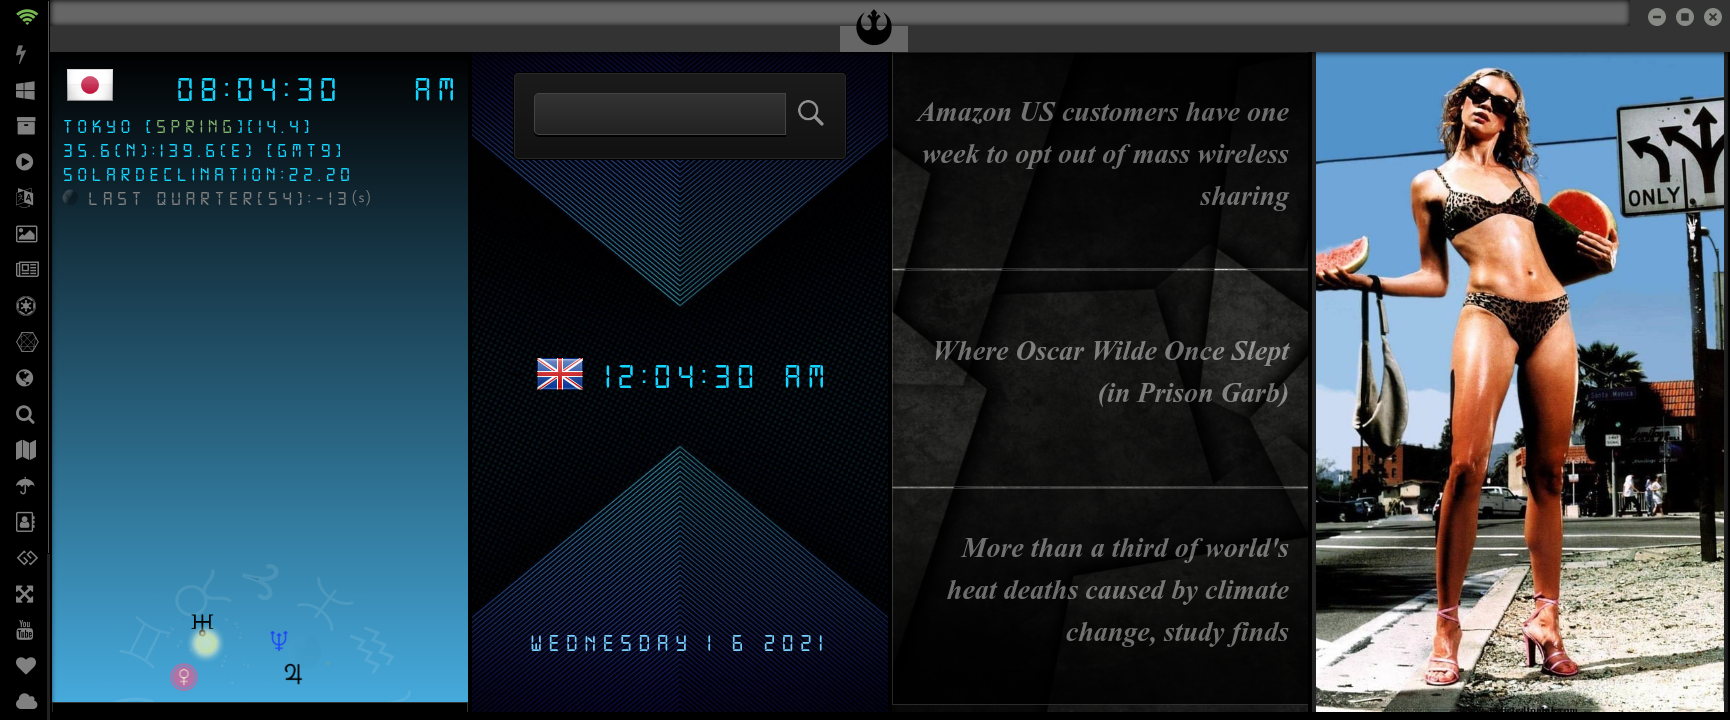 08:04:30 AM
TOKYO [SPRING][14.4]
35.6(N):139.6(E) [GMT9]
SOLARDECLINATION:22.20
LAST QUARTER[54]:-13(s)
12:04:30 AM
WEDNESDAY 1 6 2021
Amazon US customers have one
week to opt out of mass wireless
sharing
Where Oscar Wilde Once Slept
(in Prison Garb)
More than a third of world's
heat deaths caused by climate
change, study finds
ONLY
Santa Monica
You
Tube